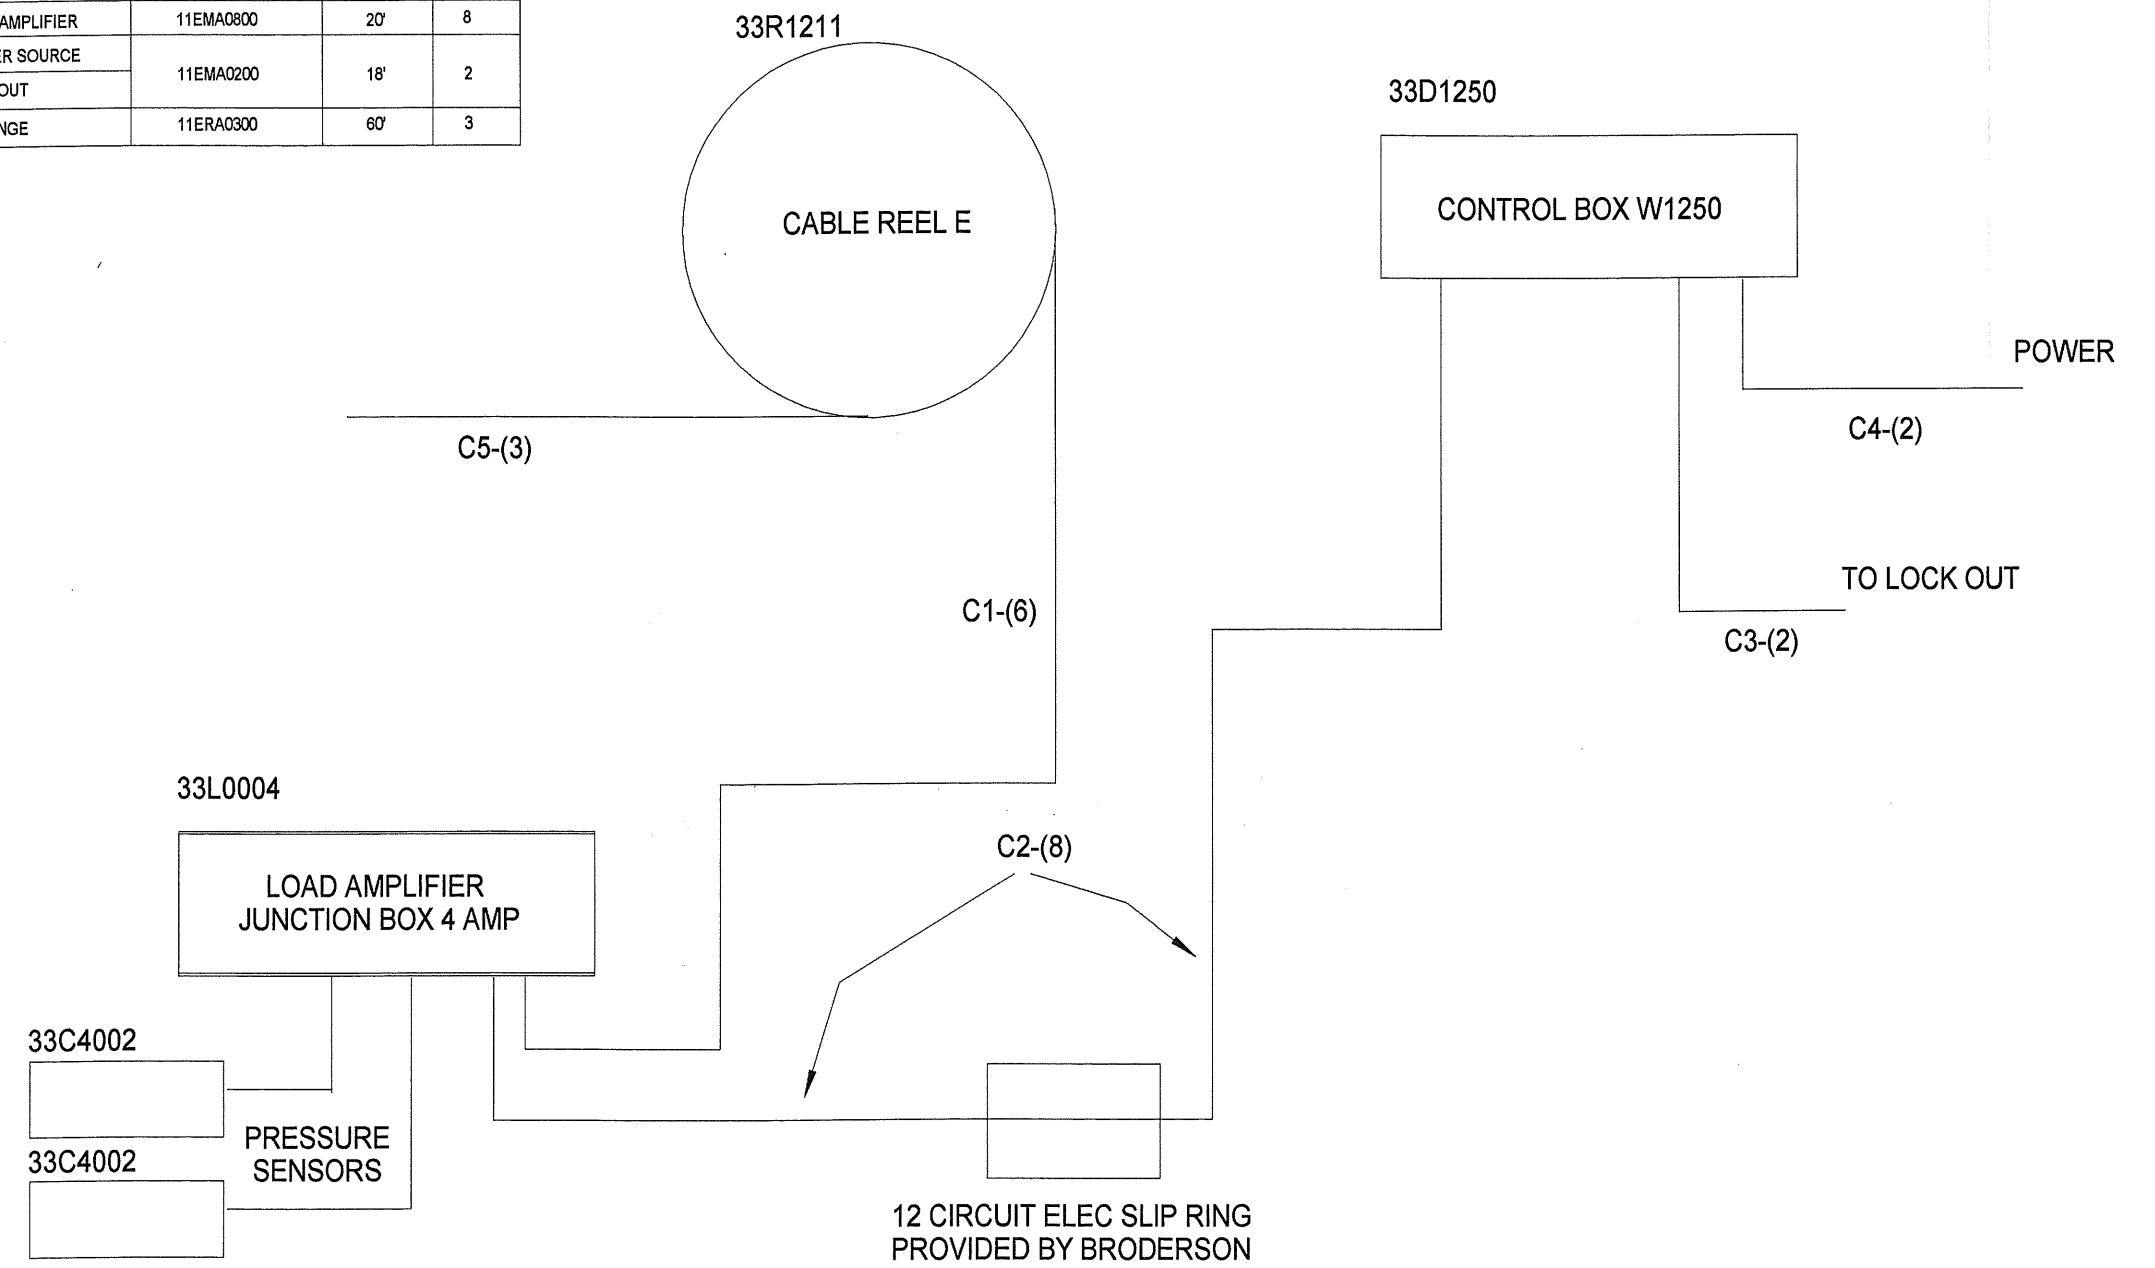 AMPLIFIER 11EMA0800 20' 8
SOURCE
11EMA0200 18' 2
OUT
11ERA0300 60' 3
33R1211
CABLE REEL E
33D1250
CONTROL BOX W1250
POWER
C4-(2)
C5-(3)
TO LOCK OUT
C3-(2)
C1-(6)
33L0004
LOAD AMPLIFIER
JUNCTION BOX 4 AMP
C2-(8)
33C4002
PRESSURE
SENSORS
33C4002
12 CIRCUIT ELEC SLIP RING
PROVIDED BY BRODERSON